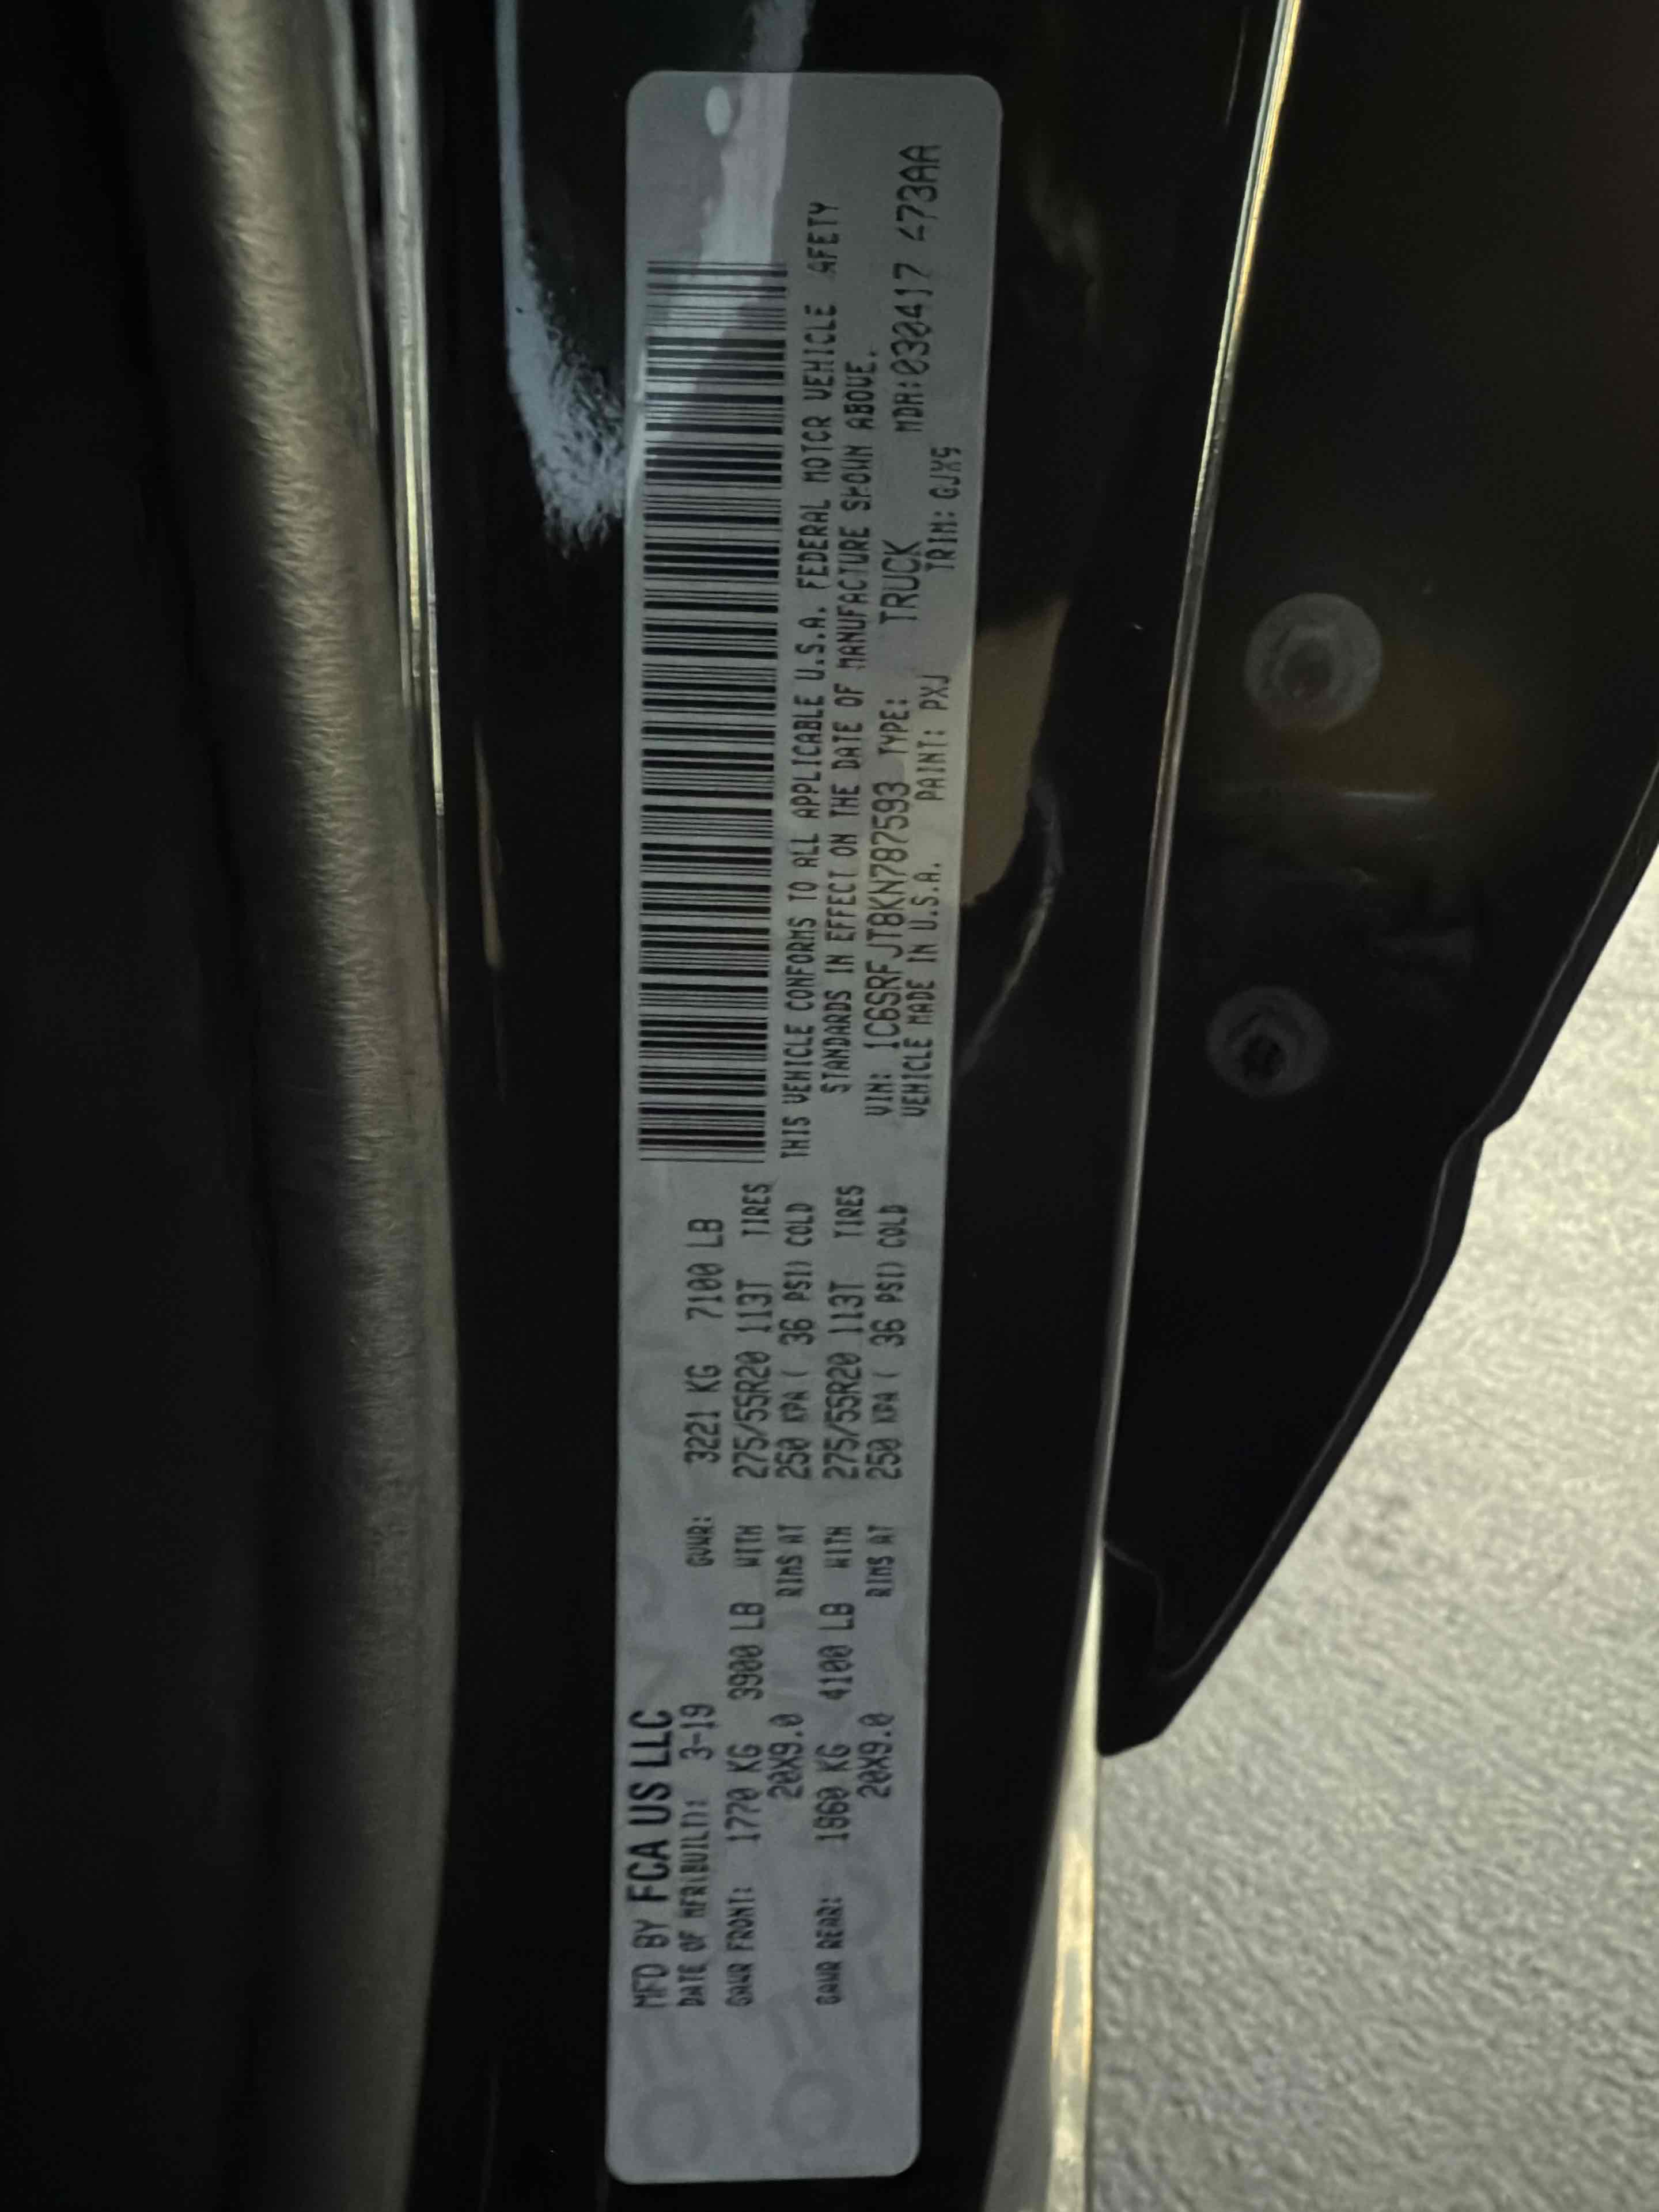 MFD BY FCA US LLC
DATE OF MFR(BUILT): 3-19 GVWR: 3221 KG 7100 LB
GAWR FRONT: 1770 KG 3900 LB WITH 275/55R20 113T TIRES
20X9.0 RIMS AT 250 KPA ( 36 PSI) COLD
GAWR REAR: 1860 KG 4100 LB WITH 275/55R20 113T TIRES
20X9.0 RIMS AT 250 KPA ( 36 PSI) COLD
THIS VEHICLE CONFORMS TO ALL APPLICABLE U.S.A. FEDERAL MOTOR VEHICLE AFETY
STANDARDS IN EFFECT ON THE DATE OF MANUFACTURE SHOWN ABOVE.
VIN: 1C6SRFJT8KN787593 TYPE: TRUCK MDH:030417 473AA
VEHICLE MADE IN U.S.A. PAINT: PXJ TRIM: GJX9